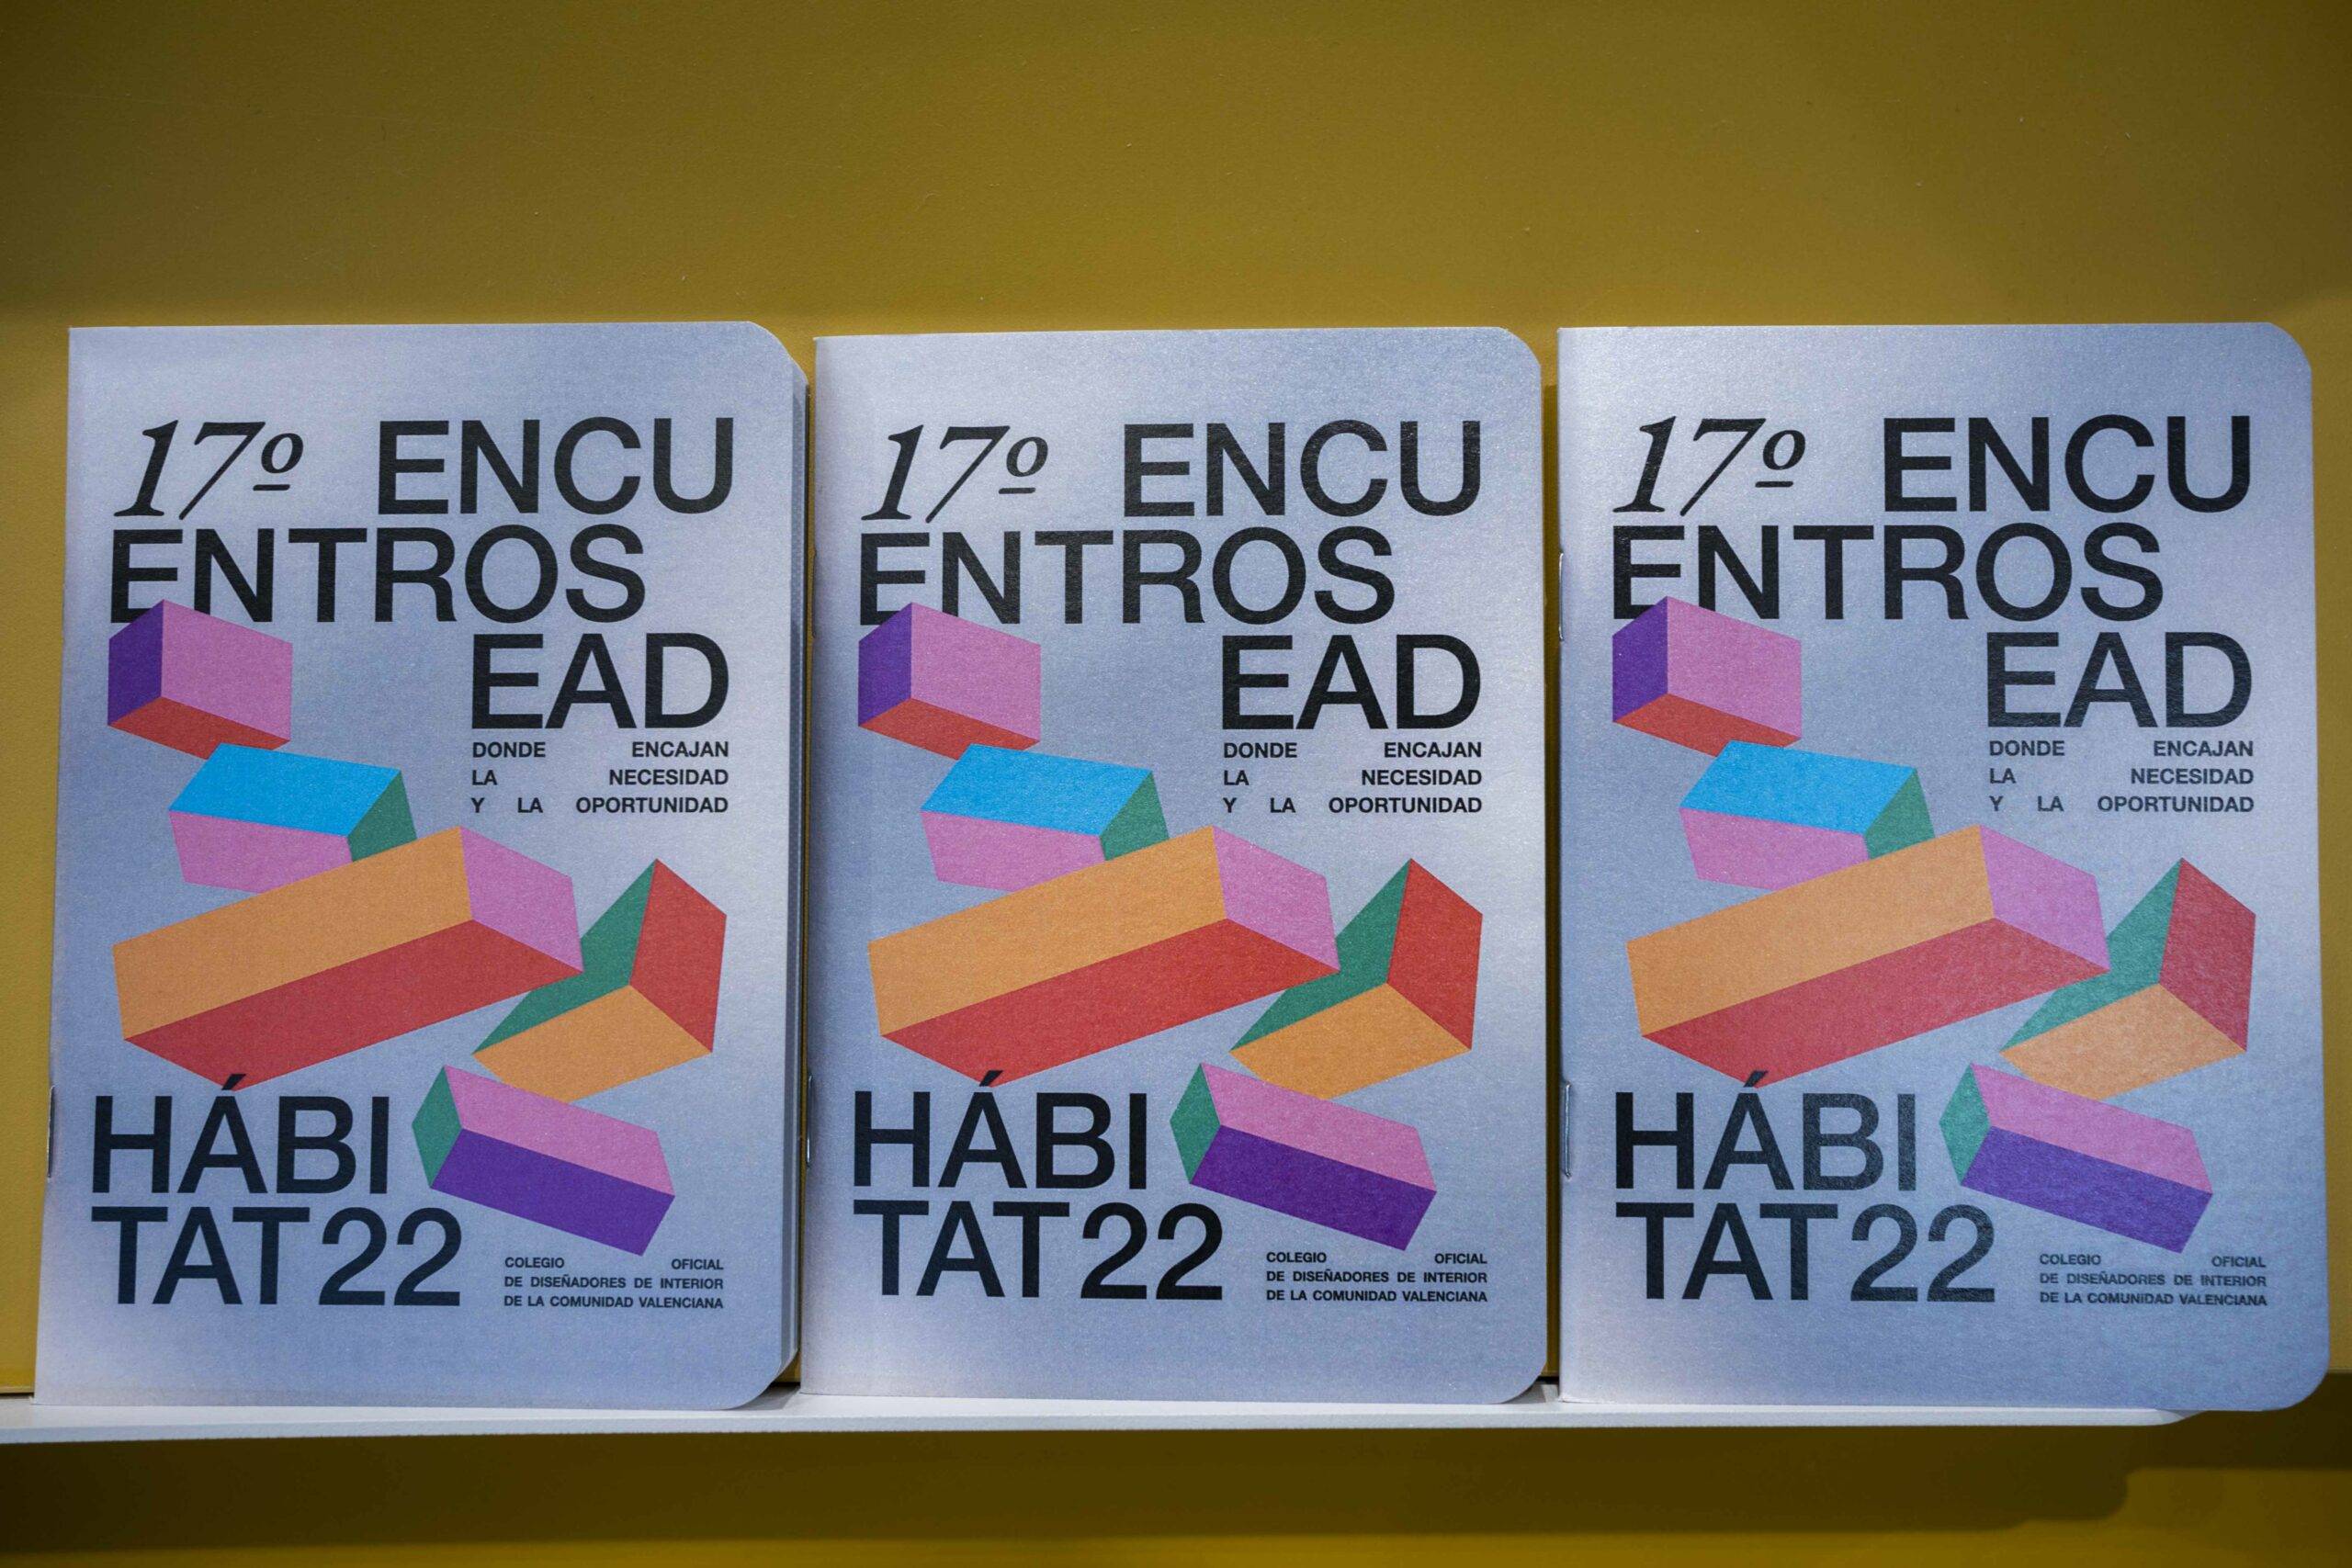 17º ENCU
ENTROS
EAD
DONDE ENCAJAN
LA NECESIDAD
Y LA OPORTUNIDAD
HÁBI
TAT22
COLEGIO OFICIAL
DE DISEÑADORES DE INTERIOR
DE LA COMUNIDAD VALENCIANA
17º ENCU
ENTROS
EAD
DONDE ENCAJAN
LA NECESIDAD
Y LA OPORTUNIDAD
HÁBI
TAT22
COLEGIO OFICIAL
DE DISEÑADORES DE INTERIOR
DE LA COMUNIDAD VALENCIANA
17º ENCU
ENTROS
EAD
DONDE ENCAJAN
LA NECESIDAD
Y LA OPORTUNIDAD
HÁBI
TAT22
COLEGIO OFICIAL
DE DISEÑADORES DE INTERIOR
DE LA COMUNIDAD VALENCIANA